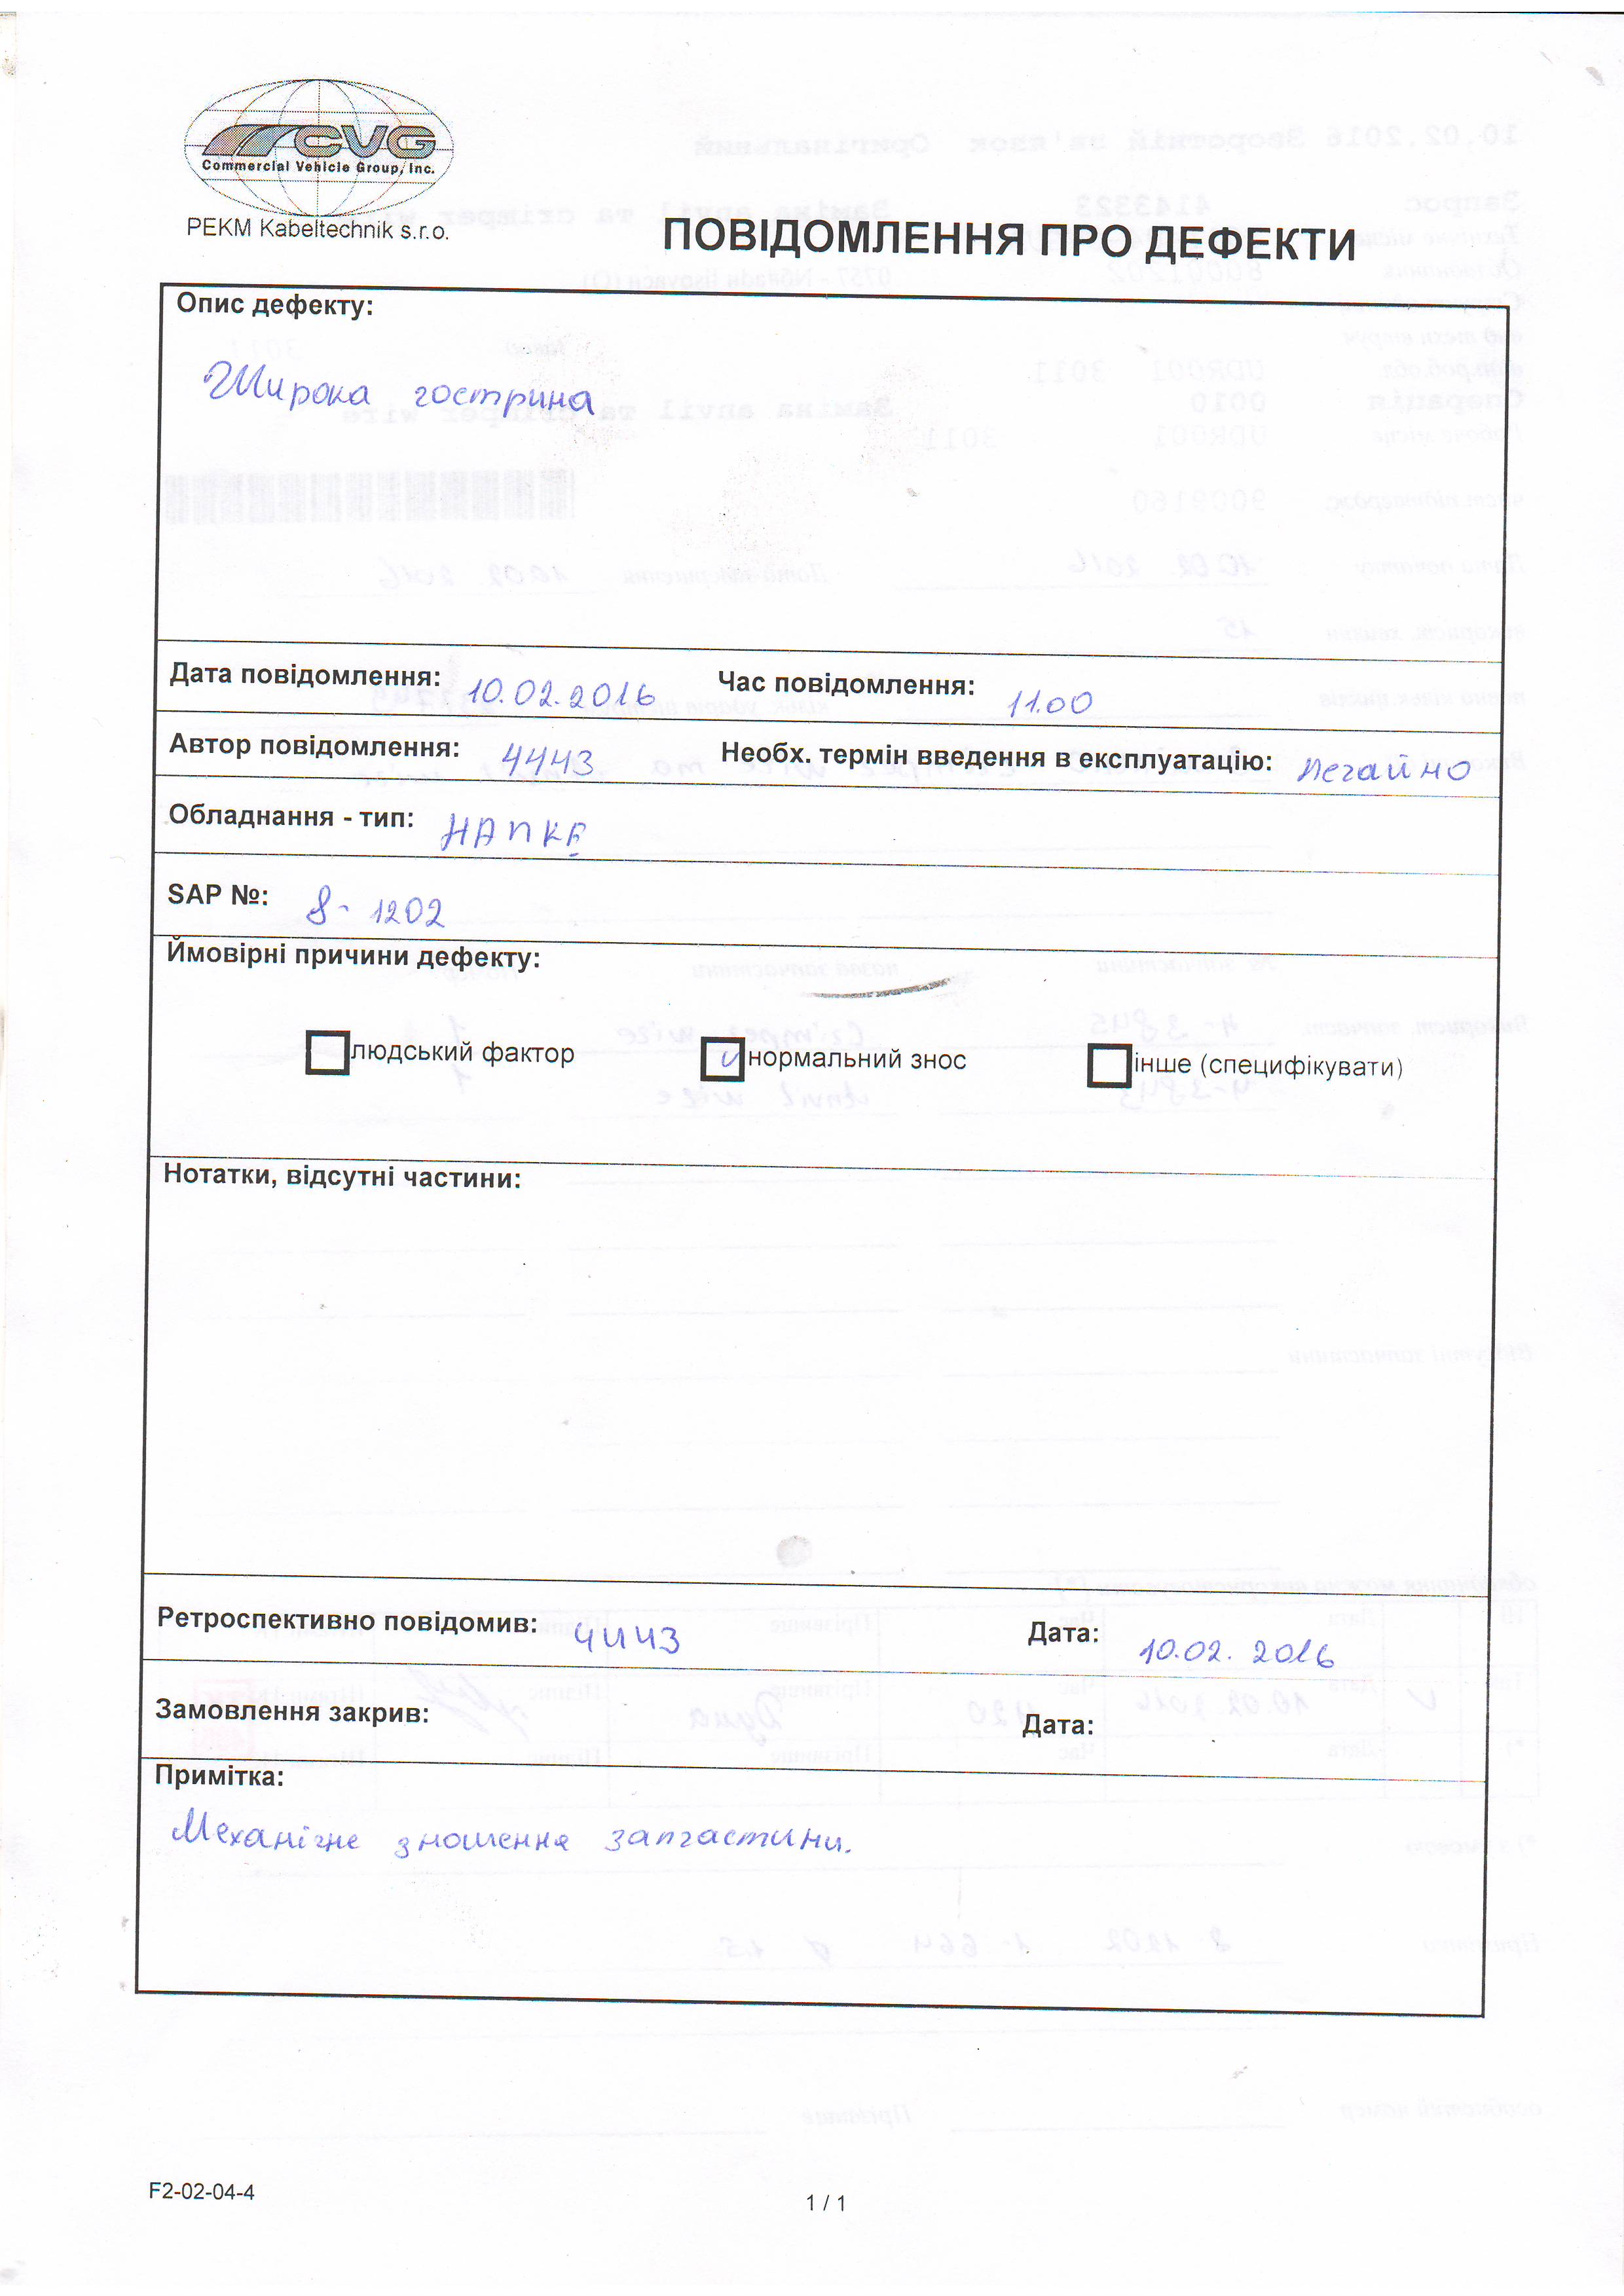 CVG
Commercial Vehicle Group, Inc.
PEKM Kabeltechnik s.r.o.
ПОВІДОМЛЕННЯ ПРО ДЕФЕКТИ
Опис дефекту:
Широка гострина
Дата повідомлення: 10.02.2016 Час повідомлення: 11.00
Автор повідомлення: 4443 Необх. термін введення в експлуатацію: Негайно
Обладнання - тип: НАПКЕ
SAP №: 8-1202
Ймовірні причини дефекту:
людський фактор нормальний знос інше (специфікувати)
Нотатки, відсутні частини:
Ретроспективно повідомив: 4443 Дата: 10.02.2016
Замовлення закрив: Дата:
Примітка:
Механічне зношення запчастини.
F2-02-04-4
1 / 1